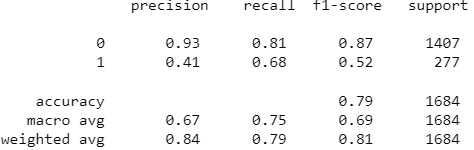 precision recall f1-score support
0 0.93 0.81 0.87 1407
1 0.41 0.68 0.52 277
accuracy 0.79 1684
macro avg 0.67 0.75 0.69 1684
weighted avg 0.84 0.79 0.81 1684